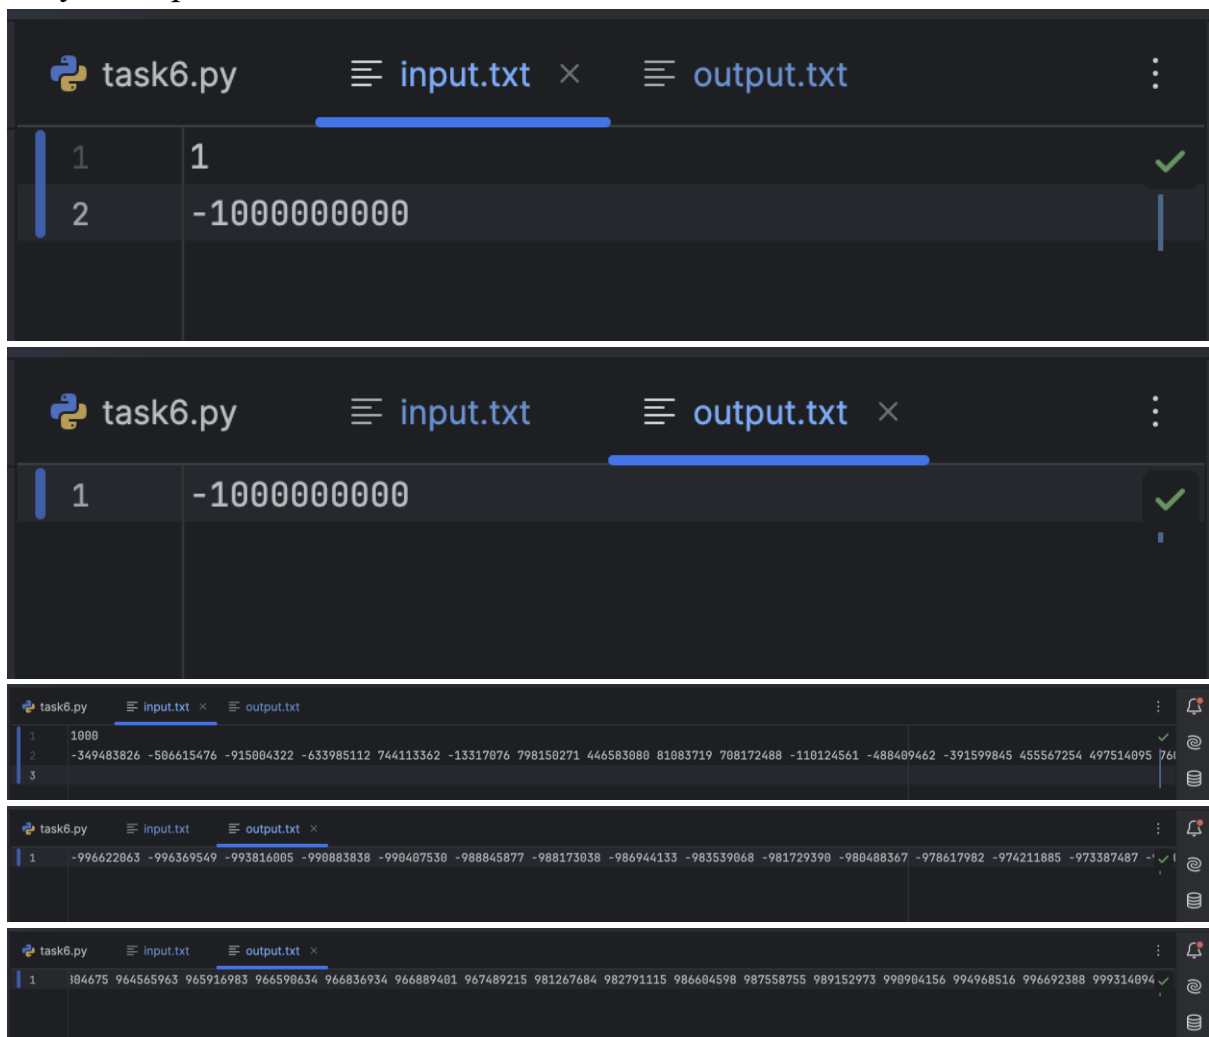 task6.py input.txt output.txt
1 1
2 -1000000000
task6.py input.txt output.txt
1 -1000000000
task6.py input.txt output.txt
1 1000
2 -349483826 -506615476 -915004322 -633985112 744113362 -13317076 798150271 446583080 81083719 708172488 -110124561 -488409462 -391599845 455567254 497514095
3
task6.py input.txt output.txt
1 -996622063 -996369549 -993816005 -990883838 -990407530 -988845877 -988173038 -986944133 -983539068 -981729390 -980488367 -978617982 -974211885 -973387487
task6.py input.txt output.txt
1 304675 964565963 965916983 966590634 966836934 966889401 967489215 981267684 982791115 986604598 987558755 989152973 990904156 994968516 996692388 999314094